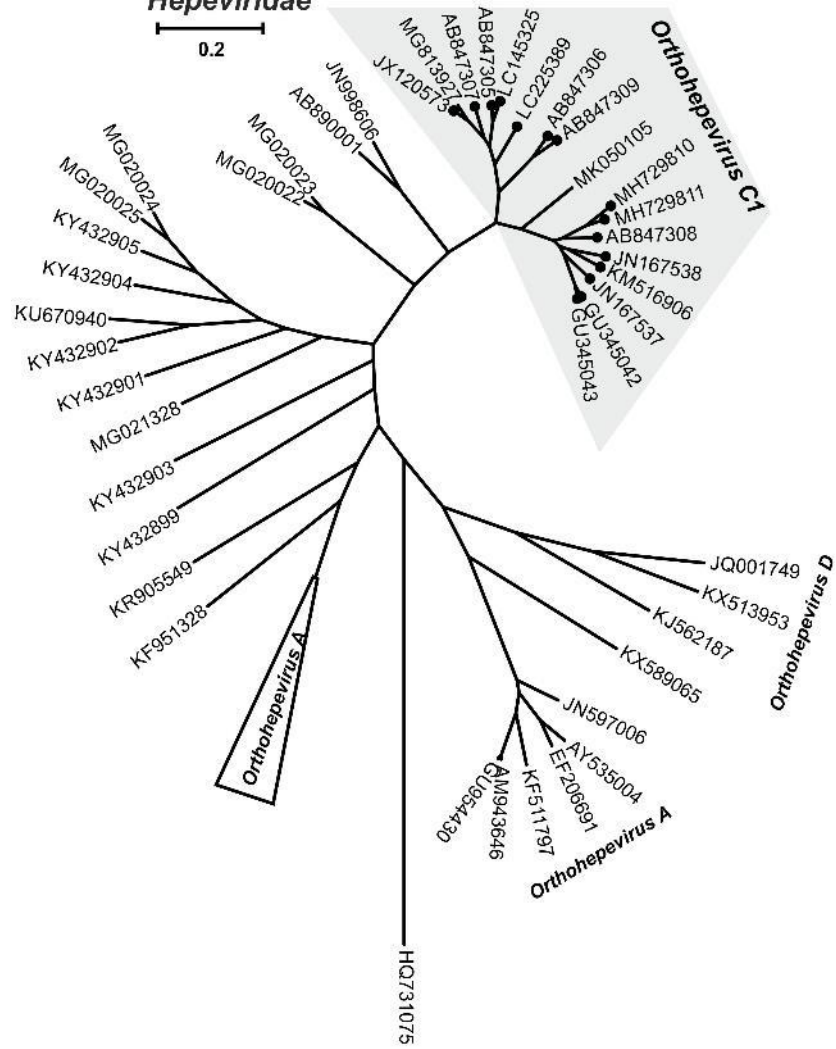 Hepeviridae
0.2
JX120573
MG813927
AB847307
AB847305
LC145325
LC225389
AB847306
AB847309
MK050105
MH729810
MH729811
AB847308
JN167538
KM516906
JN167537
GU345042
GU345043
Orthohepevirus C1
JN998606
AB890001
MG020023
MG020022
MG020024
MG020025
KY432905
KY432904
KU670940
KY432902
KY432901
MG021328
KY432903
KY432899
KR905549
KF951328
Orthohepevirus A
HQ731075
GU954430
AM943646
KF511797
EF206691
AY535004
JN597006
Orthohepevirus A
KX589065
KJ562187
KX513953
JQ001749
Orthohepevirus D